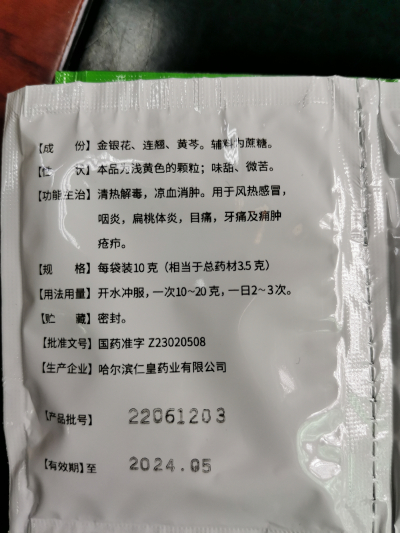 【成 份】金银花、连翘、黄芩。辅料为蔗糖。
【性 状】本品为浅黄色的颗粒；味甜、微苦。
【功能主治】清热解毒，凉血消肿。用于风热感冒，
咽炎，扁桃体炎，目痛，牙痛及痈肿
疮疖。
【规 格】每袋装10克（相当于总药材3.5克）
【用法用量】开水冲服，一次10~20克，一日2~3次。
【贮 藏】密封。
【批准文号】国药准字 Z23020508
【生产企业】哈尔滨仁皇药业有限公司
【产品批号】 22061203
【有效期】至 2024.05